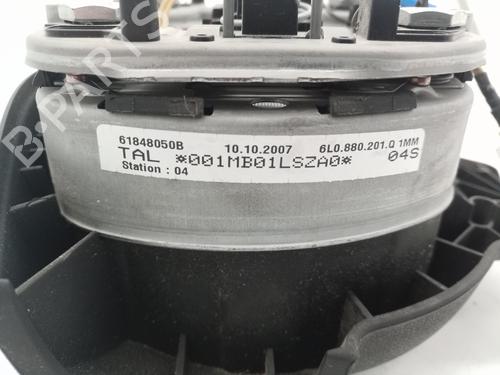 61848050B 10.10.2007 6L0.880.201.Q 1MM
TAL *001MB01LSZA0* 04S
Station : 04
B-PARTS